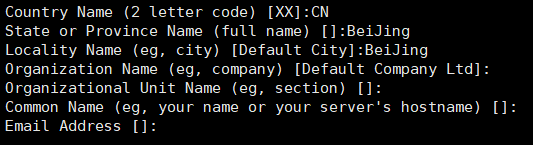 Country Name (2 letter code) [XX]:CN
State or Province Name (full name) []:BeiJing
Locality Name (eg, city) [Default City]:BeiJing
Organization Name (eg, company) [Default Company Ltd]:
Organizational Unit Name (eg, section) []:
Common Name (eg, your name or your server's hostname) []:
Email Address []: